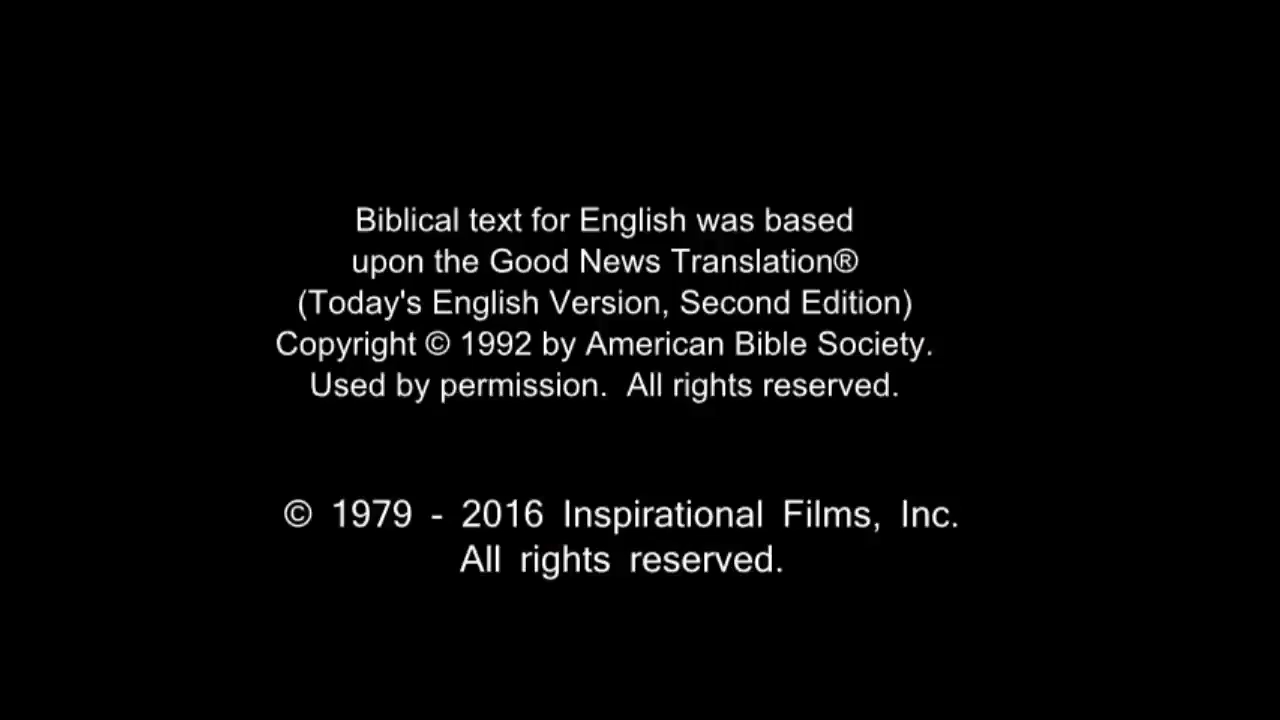 Biblical text for English was based
upon the Good News Translation®
(Today's English Version, Second Edition)
Copyright © 1992 by American Bible Society.
Used by permission.  All rights reserved.
© 1979 - 2016 Inspirational Films, Inc.
All rights reserved.